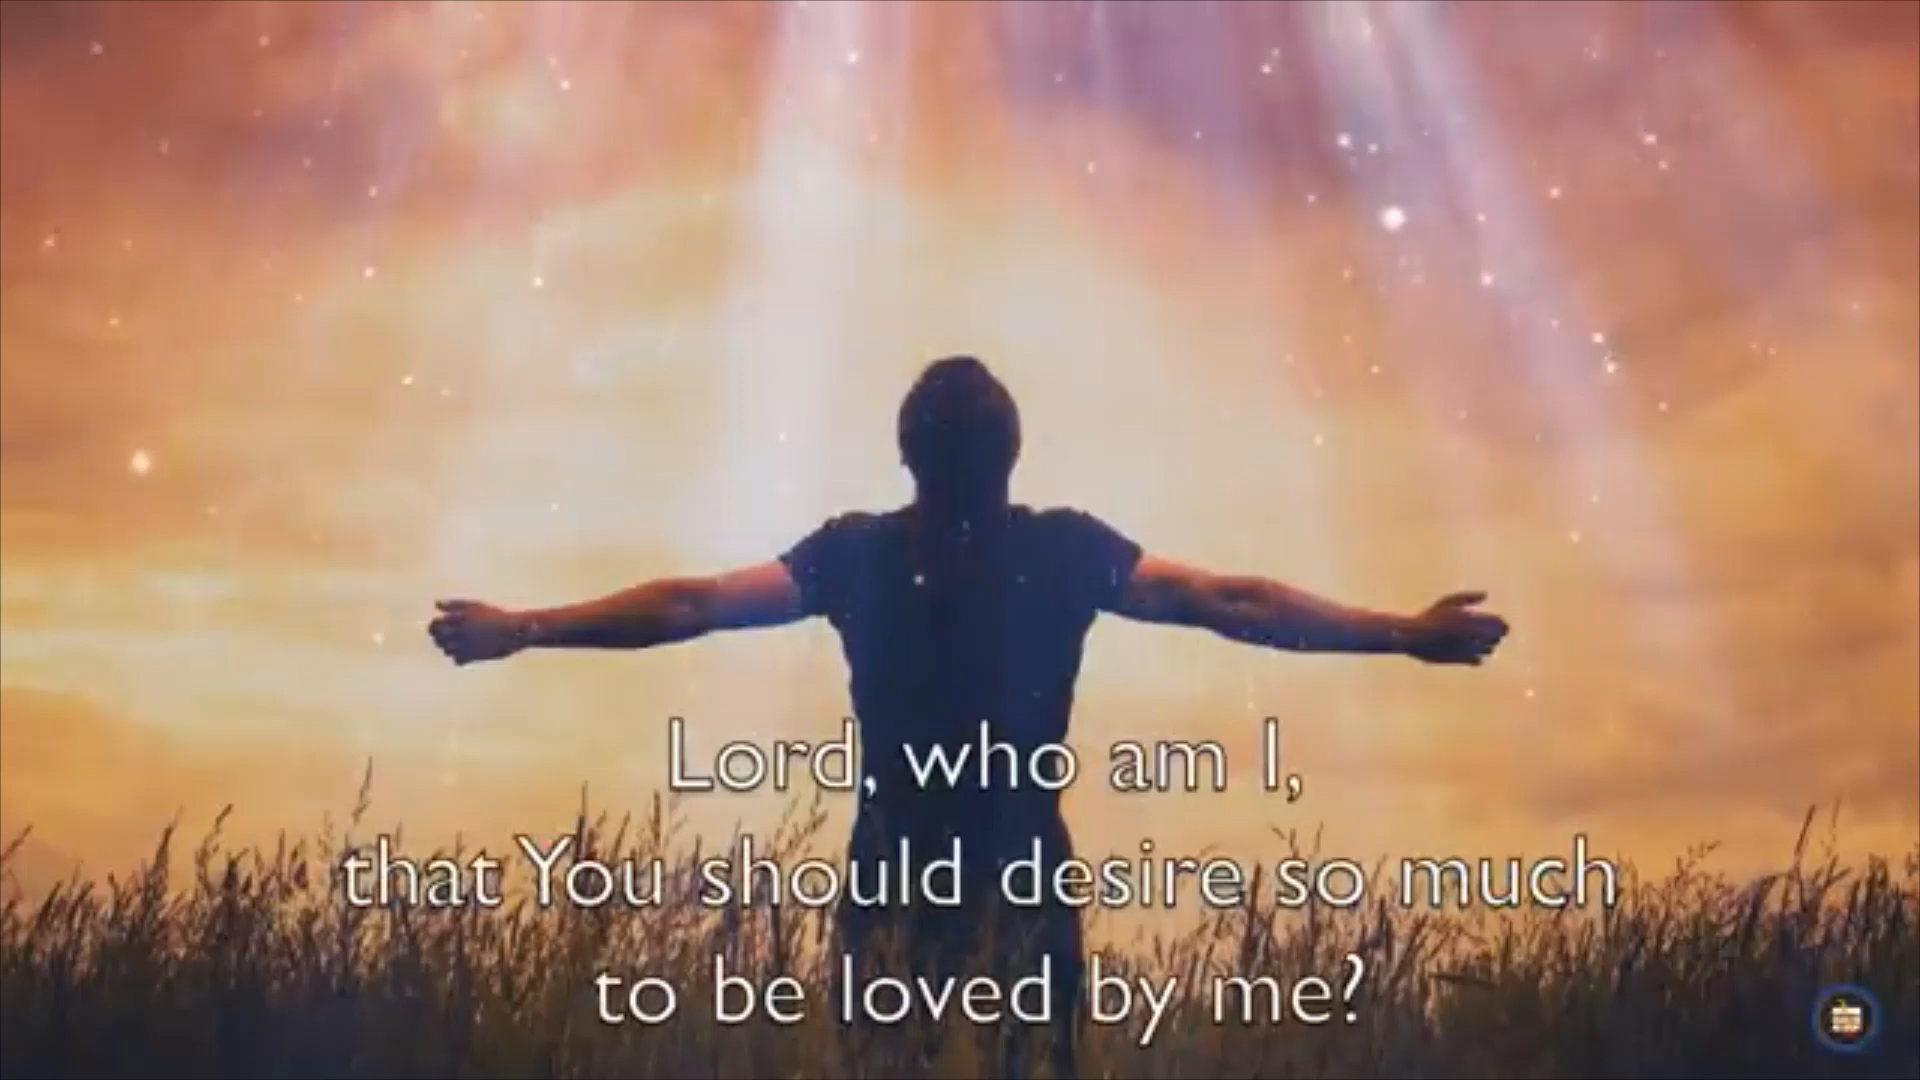 Lord, who am I,
that You should desire so much
to be loved by me?